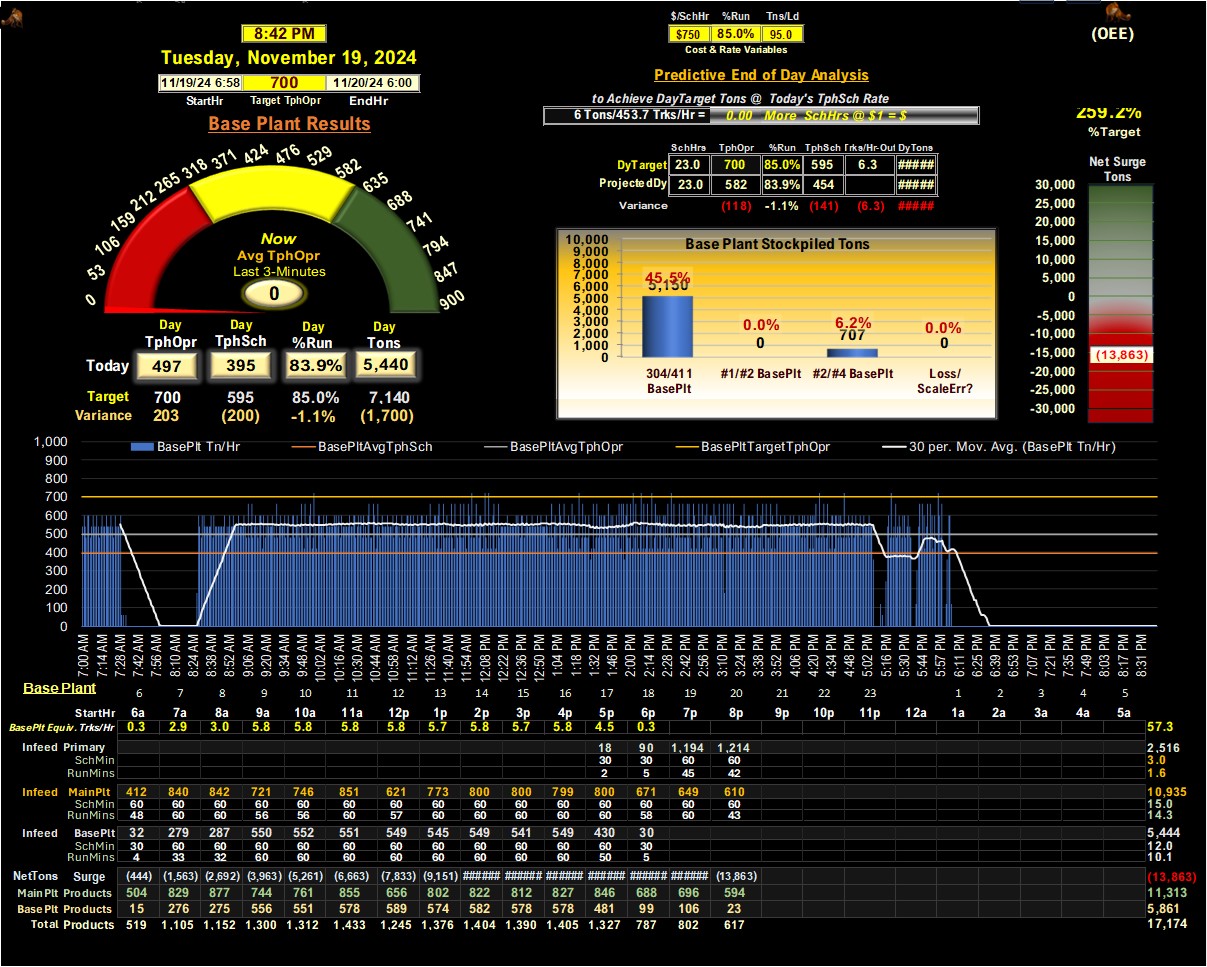 $/SchHr %Run Tns/Ld
8:42 PM
$750 85.0% 95.0
(OEE)
Cost & Rate Variables
Tuesday, November 19, 2024
Predictive End of Day Analysis
11/19/24 6:58 700 11/20/24 6:00
StartHr Target TphOpr EndHr
to Achieve DayTarget Tons @ Today's TphSch Rate
6 Tons/453.7 Trks/Hr = 0.00 More SchHrs @ $1 = $
259.2%
%Target
Base Plant Results
SchHrs TphOpr %Run TphSch Trks/Hr-Out DyTons
DyTarget 23.0 700 85.0% 595 6.3 #####
ProjectedDy 23.0 582 83.9% 454 #####
Variance (118) -1.1% (141) (6.3) #####
Net Surge
Tons
30,000
25,000
20,000
15,000
10,000
5,000
0
-5,000
-10,000
-15,000
(13,863)
-20,000
-25,000
-30,000
0 53 106 159 212 265 318 371 424 476 529 582 635 688 741 794 847 900
Now
Avg TphOpr
Last 3-Minutes
0
Base Plant Stockpiled Tons
10,000
9,000
8,000
7,000
6,000
5,000
4,000
3,000
2,000
1,000
0
45.5% 0.0% 6.2% 0.0%
5,150 0 707 0
304/411 #1/#2 BasePlt #2/#4 BasePlt Loss/
BasePlt ScaleErr?
Day Day Day Day
TphOpr TphSch %Run Tons
Today 497 395 83.9% 5,440
Target 700 595 85.0% 7,140
Variance 203 (200) -1.1% (1,700)
BasePlt Tn/Hr BasePltAvgTphSch BasePltAvgTphOpr BasePltTargetTphOpr 30 per. Mov. Avg. (BasePlt Tn/Hr)
1,000
900
800
700
600
500
400
300
200
100
0
7:00 AM 7:14 AM 7:28 AM 7:42 AM 7:56 AM 8:10 AM 8:24 AM 8:38 AM 8:52 AM 9:06 AM 9:20 AM 9:34 AM 9:48 AM 10:02 AM 10:16 AM 10:30 AM 10:44 AM 10:58 AM 11:12 AM 11:26 AM 11:40 AM 11:54 AM 12:08 PM 12:22 PM 12:36 PM 12:50 PM 1:04 PM 1:18 PM 1:32 PM 1:46 PM 2:00 PM 2:14 PM 2:28 PM 2:42 PM 2:56 PM 3:10 PM 3:24 PM 3:38 PM 3:52 PM 4:06 PM 4:20 PM 4:34 PM 4:48 PM 5:02 PM 5:16 PM 5:30 PM 5:44 PM 5:57 PM 6:11 PM 6:25 PM 6:39 PM 6:53 PM 7:07 PM 7:21 PM 7:35 PM 7:49 PM 8:03 PM 8:17 PM 8:31 PM
Base Plant 6 7 8 9 10 11 12 13 14 15 16 17 18 19 20 21 22 23 1 2 3 4 5
StartHr 6a 7a 8a 9a 10a 11a 12p 1p 2p 3p 4p 5p 6p 7p 8p 9p 10p 11p 12a 1a 2a 3a 4a 5a
BasePlt Equiv. Trks/Hr 0.3 2.9 3.0 5.8 5.8 5.8 5.8 5.7 5.8 5.7 5.8 4.5 0.3 57.3
Infeed Primary 18 90 1,194 1,214 2,516
SchMin 30 30 60 60 3.0
RunMins 2 5 45 42 1.6
Infeed MainPlt 412 840 842 721 746 851 621 773 800 800 799 800 671 649 610 10,935
SchMin 60 60 60 60 60 60 60 60 60 60 60 60 60 60 60 15.0
RunMins 48 60 60 56 56 60 57 60 60 60 60 60 58 60 43 14.3
Infeed BasePlt 32 279 287 550 552 551 549 545 549 541 549 430 30 5,444
SchMin 30 60 60 60 60 60 60 60 60 60 60 60 30 12.0
RunMins 4 33 32 60 60 60 60 60 60 60 60 50 5 10.1
NetTons Surge (444) (1,563) (2,692) (3,963) (5,261) (6,663) (7,833) (9,151) ###### ###### ###### ###### ###### ###### (13,863) (13,863)
MainPlt Products 504 829 877 744 761 855 656 802 822 812 827 846 688 696 594 11,313
BasePlt Products 15 276 275 556 551 578 589 574 582 578 578 481 99 106 23 5,861
Total Products 519 1,105 1,152 1,300 1,312 1,433 1,245 1,376 1,404 1,390 1,405 1,327 787 802 617 17,174